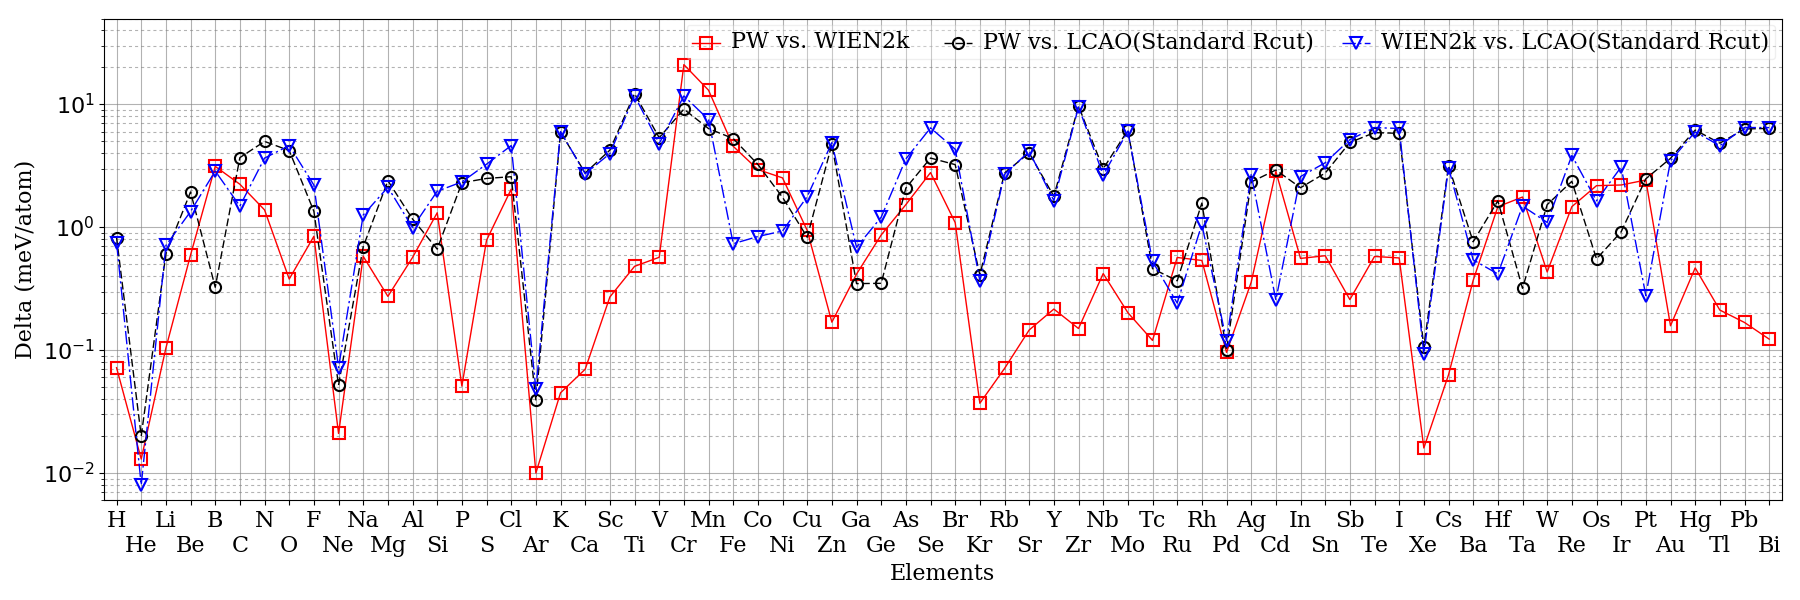 PW vs. WIEN2k PW vs. LCAO(Standard Rcut) WIEN2k vs. LCAO(Standard Rcut)
Delta (meV/atom)
10¹
10⁰
10⁻¹
10⁻²
H Li B N F Na Al P Cl K Sc V Mn Co Cu Ga As Br Rb Y Nb Tc Rh Ag In Sb I Cs Hf W Os Pt Hg Pb
He Be C O Ne Mg Si S Ar Ca Ti Cr Fe Ni Zn Ge Se Kr Sr Zr Mo Ru Pd Cd Sn Te Xe Ba Ta Re Ir Au Tl Bi
Elements